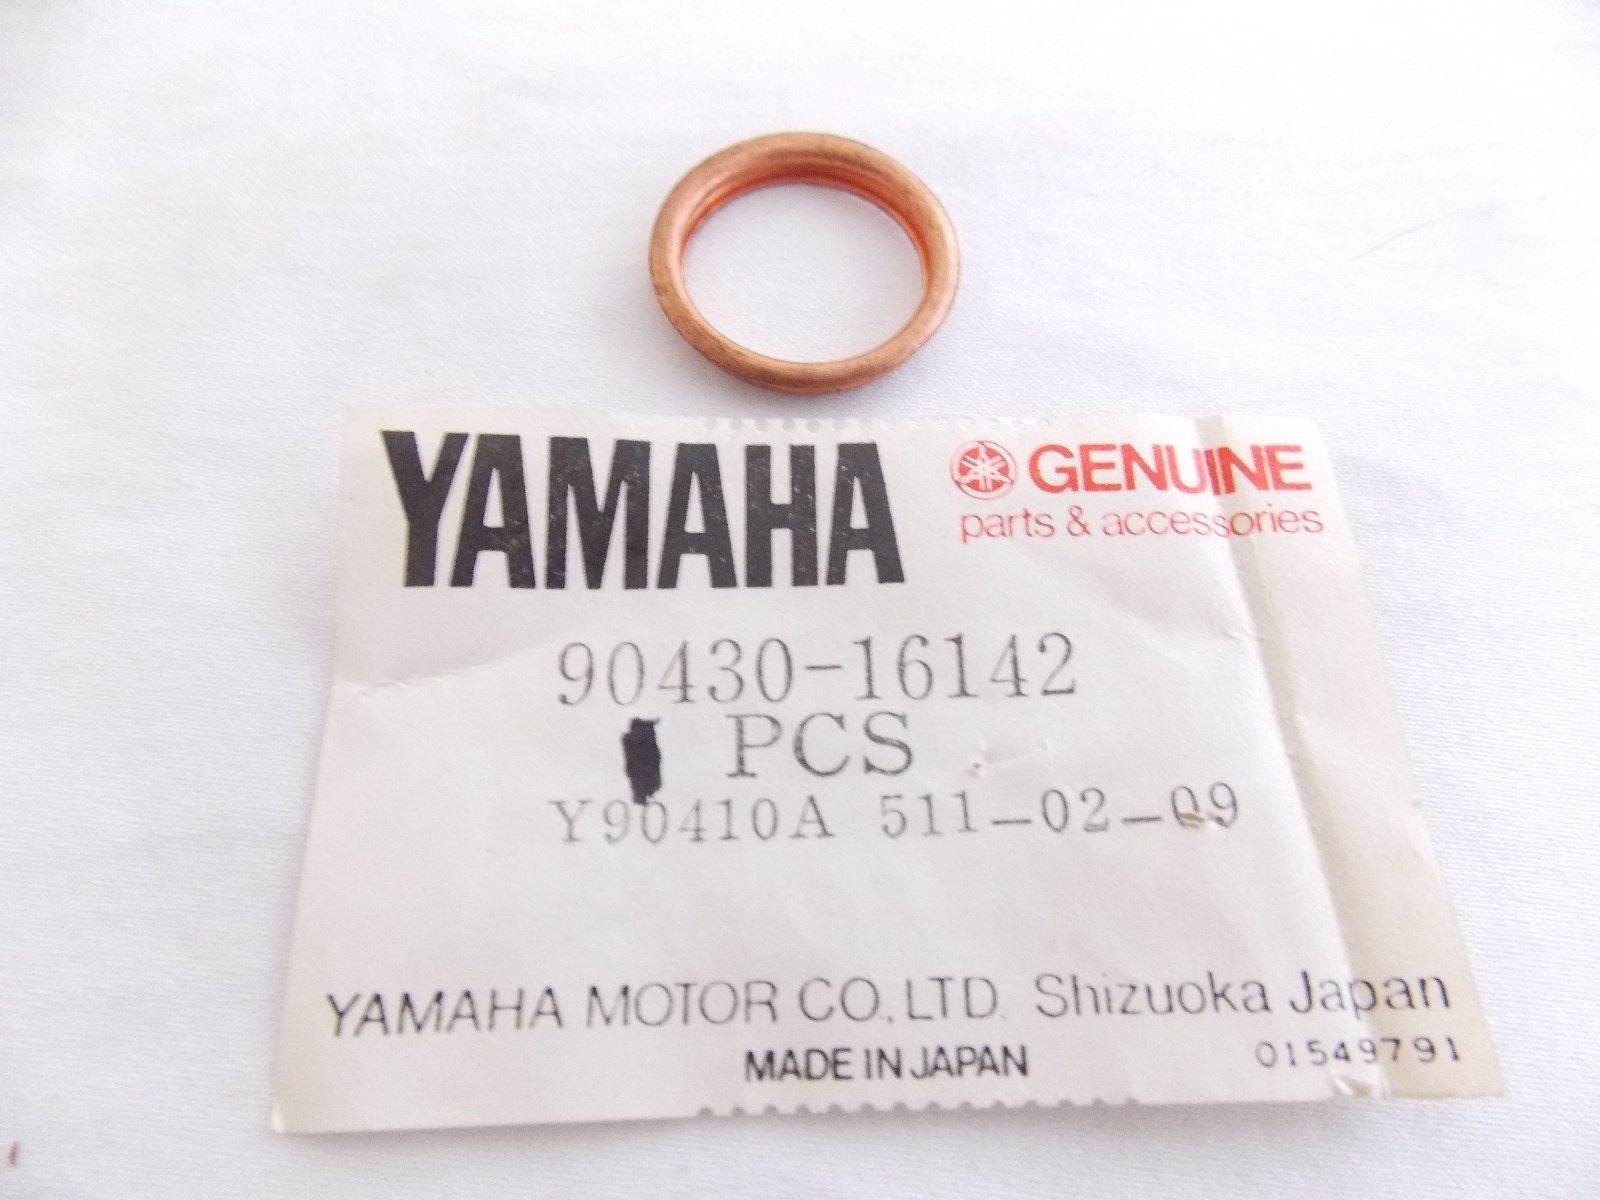 YAMAHA
GENUINE
parts & accessories
90430-16142
PCS
Y90410A 511-02-09
YAMAHA MOTOR CO., LTD. Shizuoka Japan
MADE IN JAPAN
01549791